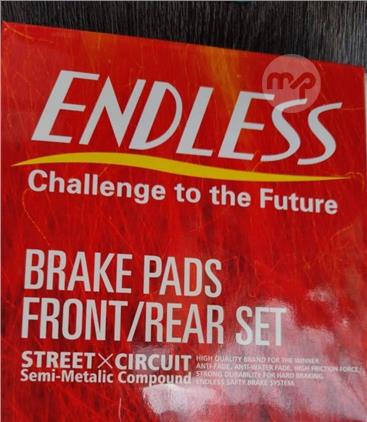 mp
ENDLESS
Challenge to the Future
BRAKE PADS
FRONT/REAR SET
STREET×CIRCUIT
Semi-Metalic Compound
HIGH QUALITY BRAND FOR THE WINNER.
ANTI-FADE, ANTI-WATER FADE, HIGH FRICTION FORCE,
STRONG DURABILITY FOR HARD BRAKING.
ENDLESS SAFTY BRAKE SYSTEM.